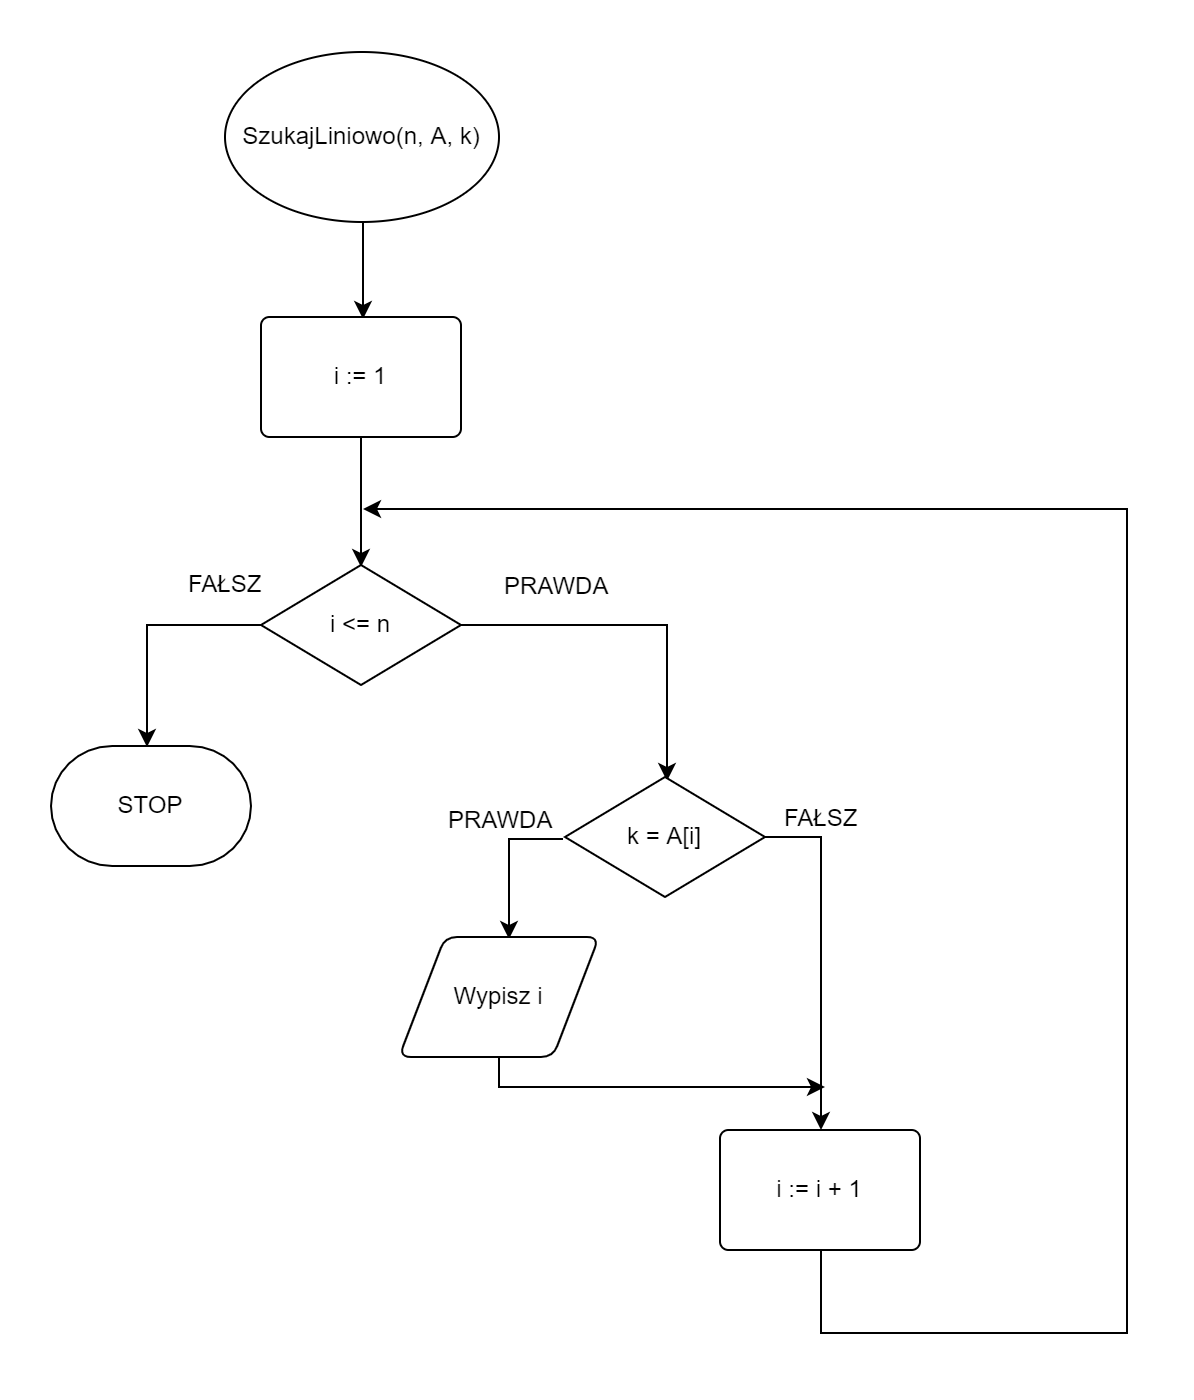 SzukajLiniowo(n, A, k)
i := 1
FAŁSZ
PRAWDA
i <= n
STOP
PRAWDA
FAŁSZ
k = A[i]
Wypisz i
i := i + 1